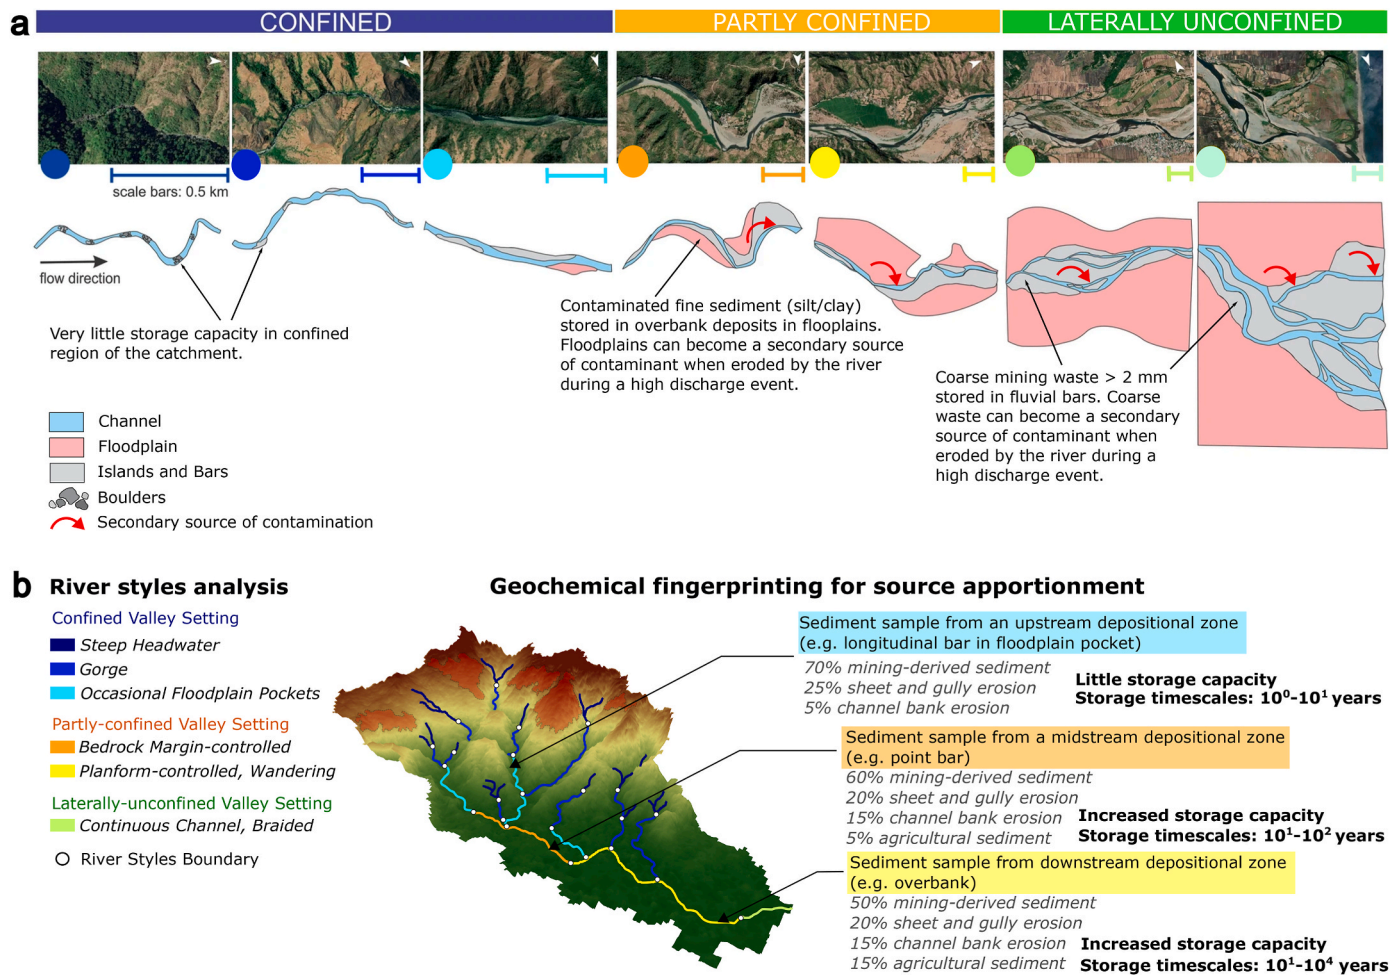 a
CONFINED
PARTLY CONFINED
LATERALLY UNCONFINED
scale bars: 0.5 km
flow direction
Very little storage capacity in confined
region of the catchment.
Contaminated fine sediment (silt/clay)
stored in overbank deposits in flooplains.
Floodplains can become a secondary source
of contaminant when eroded by the river
during a high discharge event.
Coarse mining waste > 2 mm
stored in fluvial bars. Coarse
waste can become a secondary
source of contaminant when
eroded by the river during a
high discharge event.
Channel
Floodplain
Islands and Bars
Boulders
Secondary source of contamination
b
River styles analysis
Confined Valley Setting
Steep Headwater
Gorge
Occasional Floodplain Pockets
Partly-confined Valley Setting
Bedrock Margin-controlled
Planform-controlled, Wandering
Laterally-unconfined Valley Setting
Continuous Channel, Braided
River Styles Boundary
Geochemical fingerprinting for source apportionment
Sediment sample from an upstream depositional zone
(e.g. longitudinal bar in floodplain pocket)
70% mining-derived sediment
25% sheet and gully erosion
5% channel bank erosion
Little storage capacity
Storage timescales: 10⁰-10¹ years
Sediment sample from a midstream depositional zone
(e.g. point bar)
60% mining-derived sediment
20% sheet and gully erosion
15% channel bank erosion
5% agricultural sediment
Increased storage capacity
Storage timescales: 10¹-10² years
Sediment sample from downstream depositional zone
(e.g. overbank)
50% mining-derived sediment
20% sheet and gully erosion
15% channel bank erosion
15% agricultural sediment
Increased storage capacity
Storage timescales: 10¹-10⁴ years